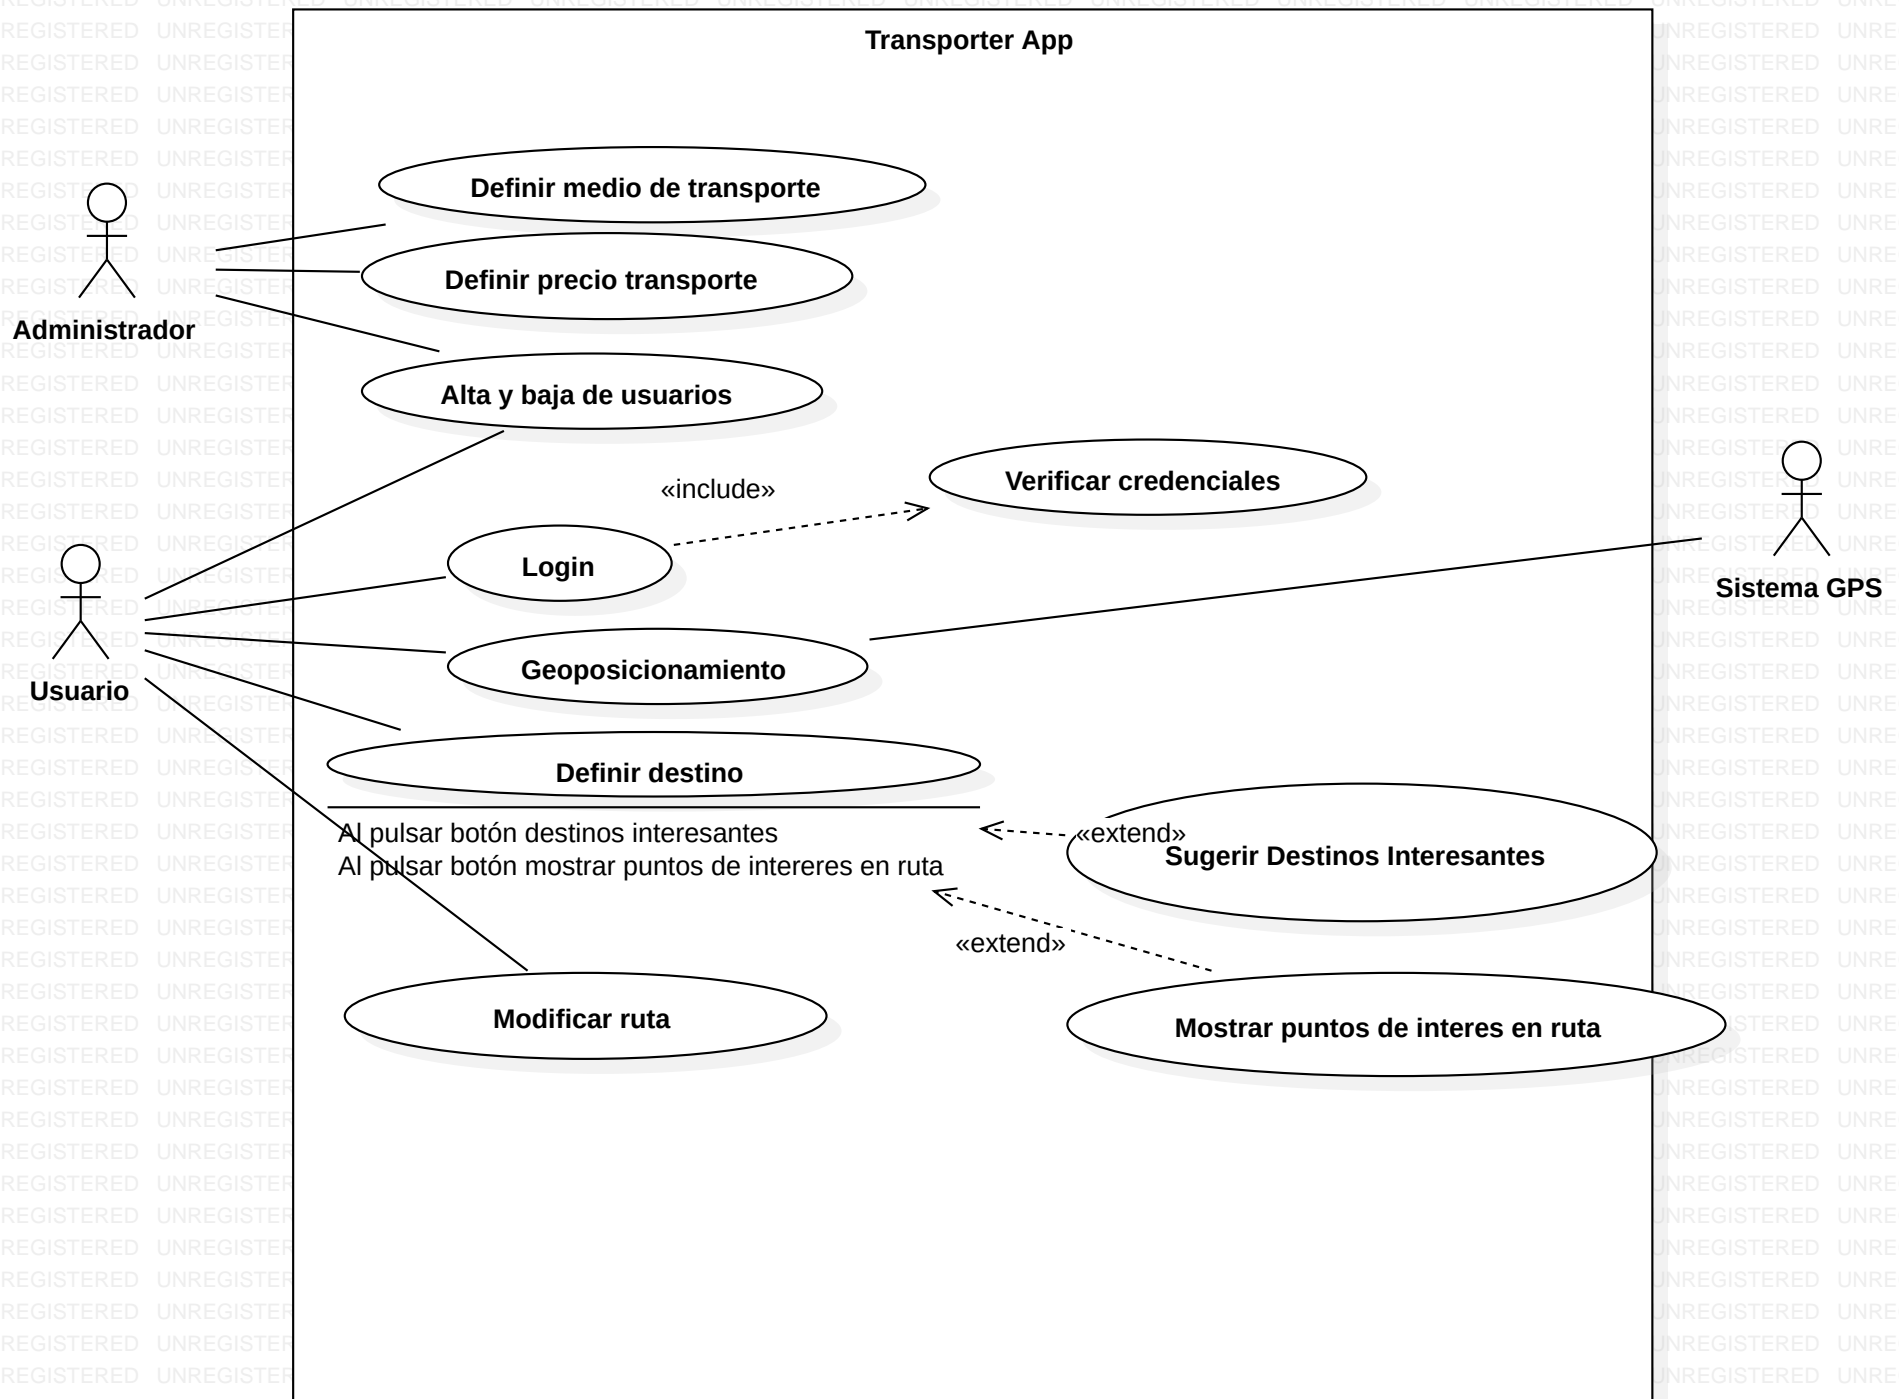 Transporter App
Definir medio de transporte
Definir precio transporte
Administrador
Alta y baja de usuarios
Verificar credenciales
«include»
Login
Sistema GPS
Geoposicionamiento
Usuario
Definir destino
Al pulsar botón destinos interesantes
Al pulsar botón mostrar puntos de intereres en ruta
«extend»
Sugerir Destinos Interesantes
«extend»
Modificar ruta
Mostrar puntos de interes en ruta